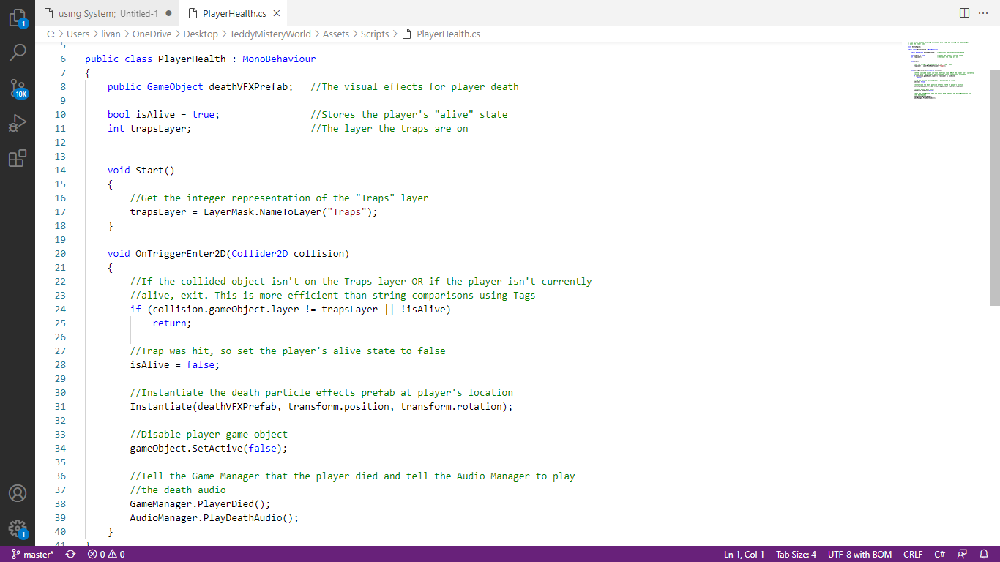 using System; Untitled-1 ●
PlayerHealth.cs
C: > Users > livan > OneDrive > Desktop > TeddyMisteryWorld > Assets > Scripts > PlayerHealth.cs
5
6 public class PlayerHealth : MonoBehaviour
7 {
8 public GameObject deathVFXPrefab; //The visual effects for player death
9
10 bool isAlive = true; //Stores the player's "alive" state
11 int trapsLayer; //The layer the traps are on
12
13
14 void Start()
15 {
16 //Get the integer representation of the "Traps" layer
17 trapsLayer = LayerMask.NameToLayer("Traps");
18 }
19
20 void OnTriggerEnter2D(Collider2D collision)
21 {
22 //If the collided object isn't on the Traps layer OR if the player isn't currently
23 //alive, exit. This is more efficient than string comparisons using Tags
24 if (collision.gameObject.layer != trapsLayer || !isAlive)
25 return;
26
27 //Trap was hit, so set the player's alive state to false
28 isAlive = false;
29
30 //Instantiate the death particle effects prefab at player's location
31 Instantiate(deathVFXPrefab, transform.position, transform.rotation);
32
33 //Disable player game object
34 gameObject.SetActive(false);
35
36 //Tell the Game Manager that the player died and tell the Audio Manager to play
37 //the death audio
38 GameManager.PlayerDied();
39 AudioManager.PlayDeathAudio();
40 }
41 }
1
10K
1
master* 0 0 Ln 1, Col 1 Tab Size: 4 UTF-8 with BOM CRLF C#